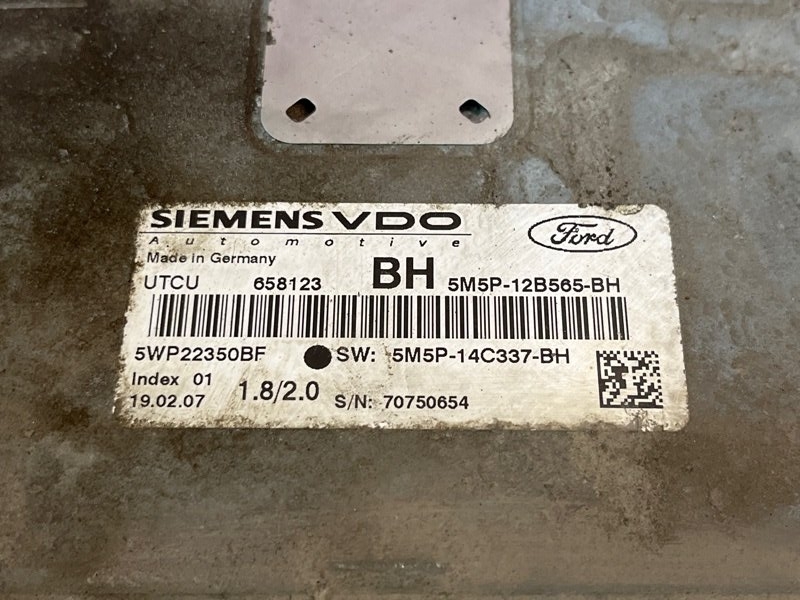 SIEMENS VDO
Automotive
Ford
Made in Germany
UTCU 658123 BH 5M5P-12B565-BH
5WP22350BF SW: 5M5P-14C337-BH
Index 01
19.02.07 1.8/2.0 S/N: 70750654